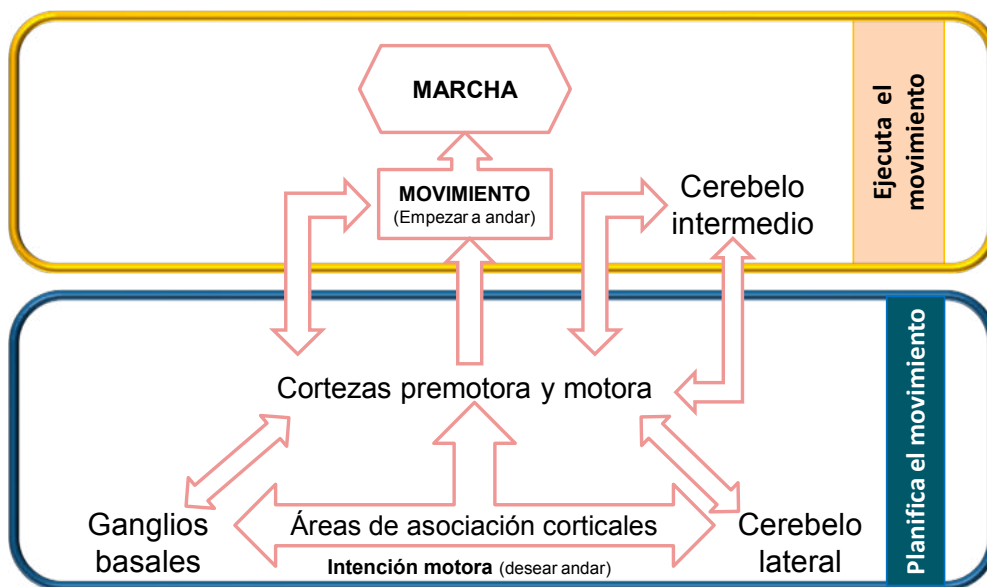 MARCHA
MOVIMIENTO
(Empezar a andar)
Cerebelo
intermedio
Ejecuta el
movimiento
Cortezas premotora y motora
Ganglios
basales
Áreas de asociación corticales
Intención motora (desear andar)
Cerebelo
lateral
Planifica el movimiento